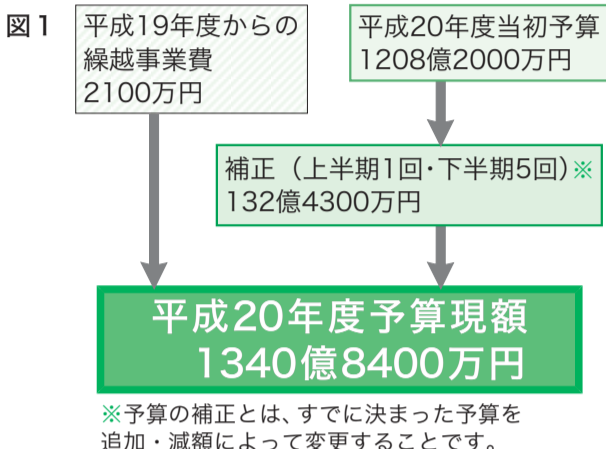 図1
平成19年度からの
繰越事業費
2100万円
平成20年度当初予算
1208億2000万円
補正（上半期1回･下半期5回）※
132億4300万円
平成20年度予算現額
1340億8400万円
※予算の補正とは、すでに決まった予算を
追加・減額によって変更することです。